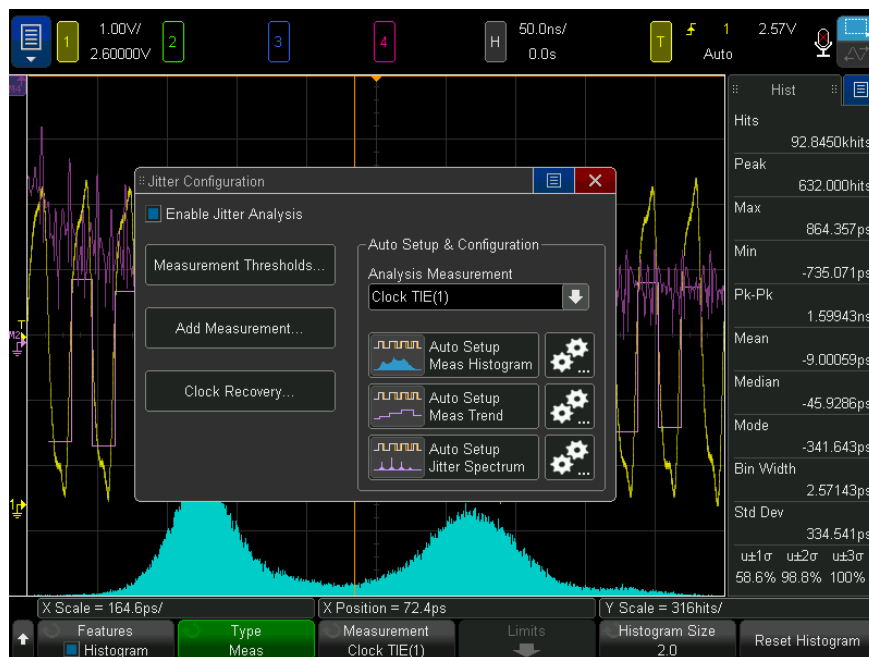 1
1.00V/
2.60000V
2
3
4
H
50.0ns/
0.0s
T
1
2.57V
Auto
M4
Hist
Hits
92.8450khits
Peak
632.000hits
Max
864.357ps
Min
-735.071ps
Pk-Pk
1.59943ns
Mean
-9.00059ps
Median
-45.9286ps
Mode
-341.643ps
Bin Width
2.57143ps
Std Dev
334.541ps
u±1σ u±2σ u±3σ
58.6% 98.8% 100%
Jitter Configuration
Enable Jitter Analysis
Measurement Thresholds...
Add Measurement...
Clock Recovery...
Auto Setup & Configuration
Analysis Measurement
Clock TIE(1)
Auto Setup
Meas Histogram
...
Auto Setup
Meas Trend
...
Auto Setup
Jitter Spectrum
...
T
M2
1
X Scale = 164.6ps/
X Position = 72.4ps
Y Scale = 316hits/
Features
Histogram
Type
Meas
Measurement
Clock TIE(1)
Limits
Histogram Size
2.0
Reset Histogram